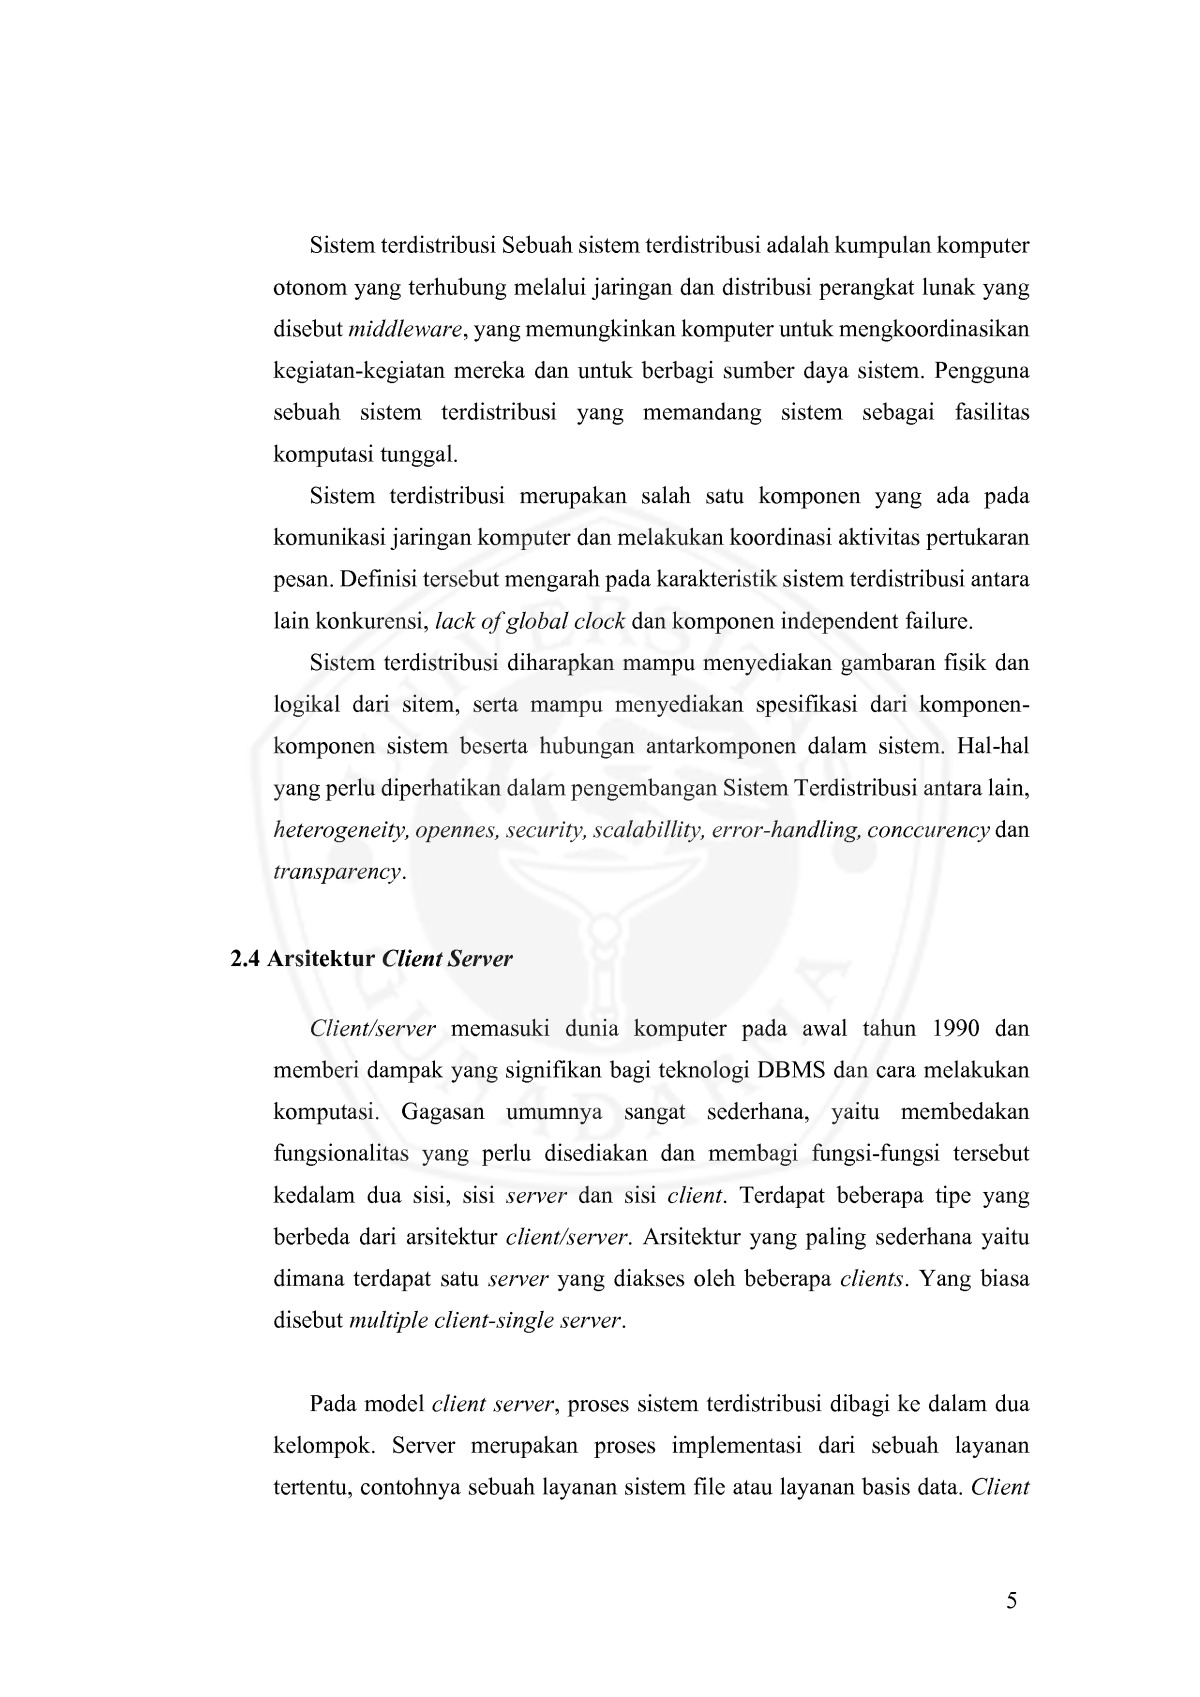 Sistem terdistribusi Sebuah sistem terdistribusi adalah kumpulan komputer
otonom yang terhubung melalui jaringan dan distribusi perangkat lunak yang
disebut middleware, yang memungkinkan komputer untuk mengkoordinasikan
kegiatan-kegiatan mereka dan untuk berbagi sumber daya sistem. Pengguna
sebuah sistem terdistribusi yang memandang sistem sebagai fasilitas
komputasi tunggal.
Sistem terdistribusi merupakan salah satu komponen yang ada pada
komunikasi jaringan komputer dan melakukan koordinasi aktivitas pertukaran
pesan. Definisi tersebut mengarah pada karakteristik sistem terdistribusi antara
lain konkurensi, lack of global clock dan komponen independent failure.
Sistem terdistribusi diharapkan mampu menyediakan gambaran fisik dan
logikal dari sitem, serta mampu menyediakan spesifikasi dari komponen-
komponen sistem beserta hubungan antarkomponen dalam sistem. Hal-hal
yang perlu diperhatikan dalam pengembangan Sistem Terdistribusi antara lain,
heterogeneity, opennes, security, scalabillity, error-handling, conccurency dan
transparency.
2.4 Arsitektur Client Server
Client/server memasuki dunia komputer pada awal tahun 1990 dan
memberi dampak yang signifikan bagi teknologi DBMS dan cara melakukan
komputasi. Gagasan umumnya sangat sederhana, yaitu membedakan
fungsionalitas yang perlu disediakan dan membagi fungsi-fungsi tersebut
kedalam dua sisi, sisi server dan sisi client. Terdapat beberapa tipe yang
berbeda dari arsitektur client/server. Arsitektur yang paling sederhana yaitu
dimana terdapat satu server yang diakses oleh beberapa clients. Yang biasa
disebut multiple client-single server.
Pada model client server, proses sistem terdistribusi dibagi ke dalam dua
kelompok. Server merupakan proses implementasi dari sebuah layanan
tertentu, contohnya sebuah layanan sistem file atau layanan basis data. Client
5
UNIVERSITAS
GUNADARMA